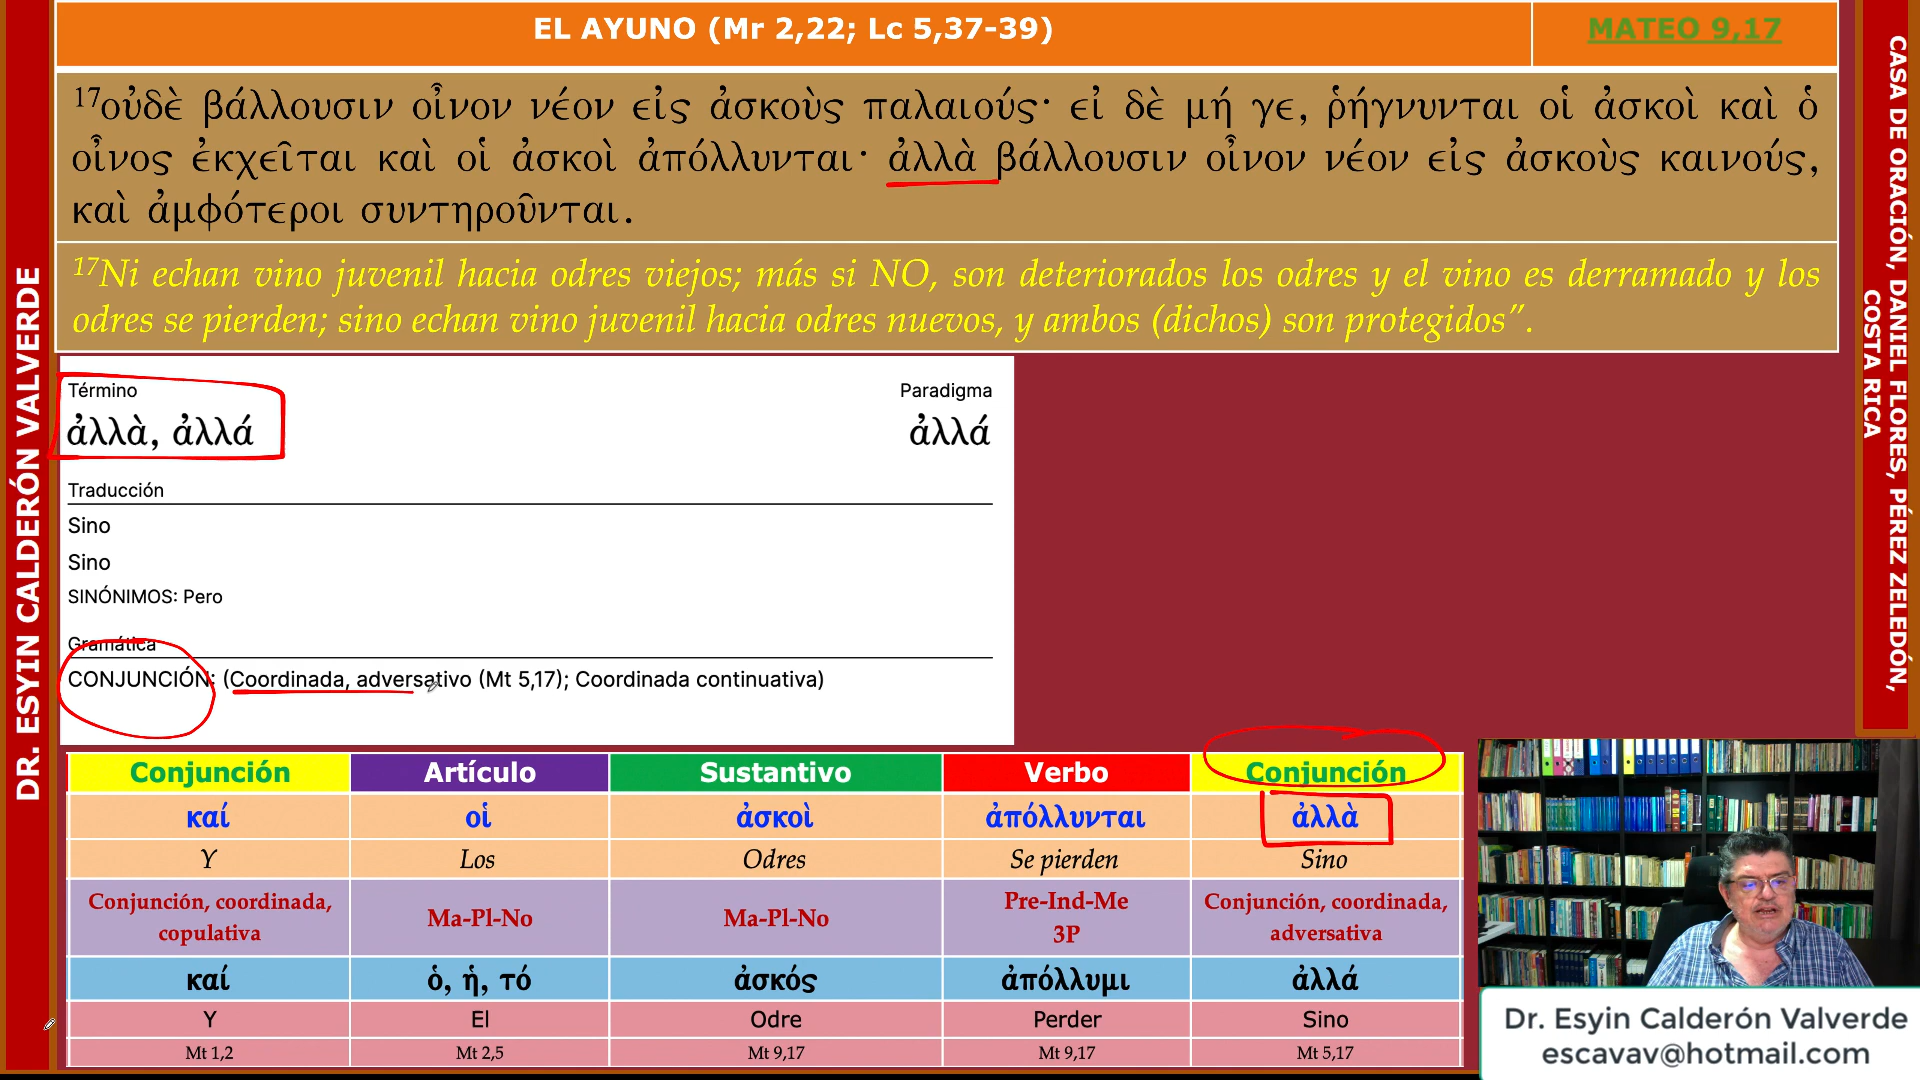 EL AYUNO (Mr 2,22; Lc 5,37-39)
MATEO 9,17
¹⁷οὐδὲ βάλλουσιν οἶνον νέον εἰς ἀσκοὺς παλαιούς· εἰ δὲ μή γε, ῥήγνυνται οἱ ἀσκοὶ καὶ ὁ
οἶνος ἐκχεῖται καὶ οἱ ἀσκοὶ ἀπόλλυνται· ἀλλὰ βάλλουσιν οἶνον νέον εἰς ἀσκοὺς καινούς,
καὶ ἀμφότεροι συντηροῦνται.
¹⁷Ni echan vino juvenil hacia odres viejos; más si NO, son deteriorados los odres y el vino es derramado y los
odres se pierden; sino echan vino juvenil hacia odres nuevos, y ambos (dichos) son protegidos”.
DR. ESYIN CALDERÓN VALVERDE
CASA DE ORACIÓN, DANIEL FLORES, PÉREZ ZELEDÓN,
COSTA RICA
Término
Paradigma
ἀλλὰ, ἀλλά
ἀλλά
Traducción
Sino
Sino
SINÓNIMOS: Pero
Gramática
CONJUNCIÓN: (Coordinada, adversativo (Mt 5,17); Coordinada continuativa)
Conjunción Artículo Sustantivo Verbo Conjunción
καί οἱ ἀσκοὶ ἀπόλλυνται ἀλλὰ
Y Los Odres Se pierden Sino
Conjunción, coordinada,
copulativa
Ma-Pl-No
Ma-Pl-No
Pre-Ind-Me
3P
Conjunción, coordinada,
adversativa
καί ὁ, ἡ, τό ἀσκός ἀπόλλυμι ἀλλά
Y El Odre Perder Sino
Mt 1,2 Mt 2,5 Mt 9,17 Mt 9,17 Mt 5,17
Dr. Esyin Calderón Valverde
escavav@hotmail.com